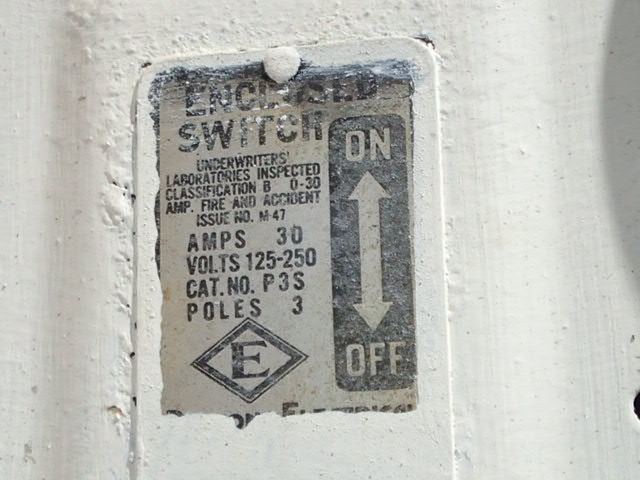 ENCLOSED
SWITCH
UNDERWRITERS'
LABORATORIES INSPECTED
CLASSIFICATION B 0-30
AMP. FIRE AND ACCIDENT
ISSUE NO. M-47
AMPS 30
VOLTS 125-250
CAT. NO. P3S
POLES 3
E
ON
OFF